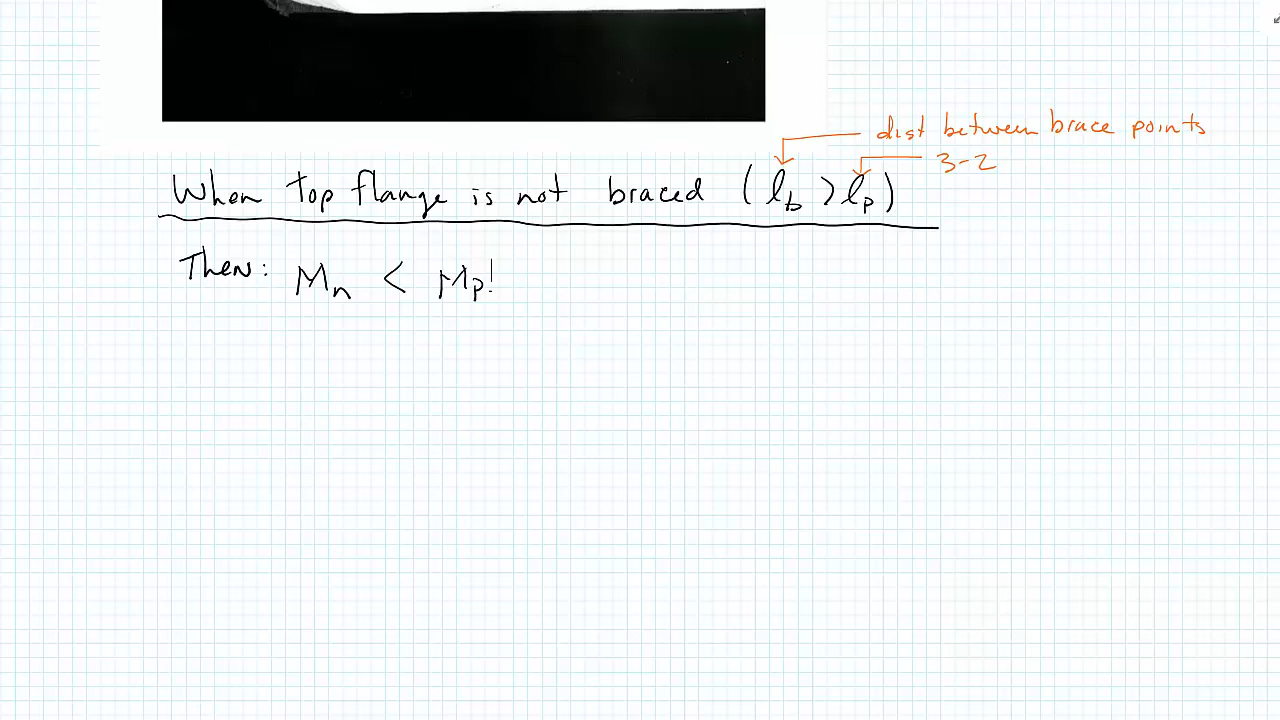 dist between brace points
3-2
When top flange is not braced (lb > lp)
Then: Mn < Mp!